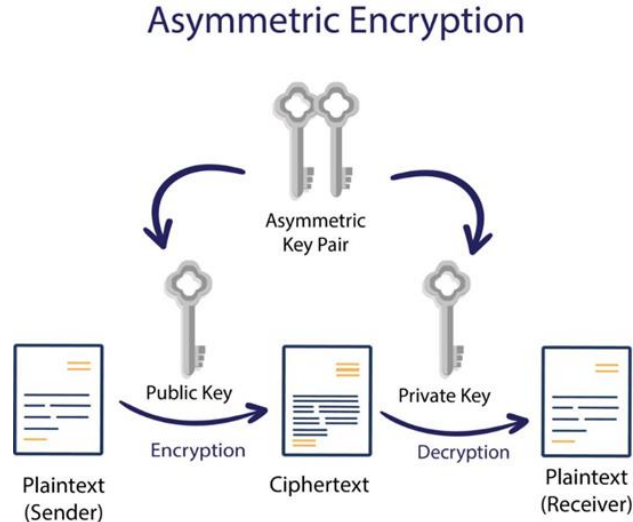 Asymmetric Encryption
Asymmetric
Key Pair
Public Key
Private Key
Encryption
Decryption
Plaintext
(Sender)
Ciphertext
Plaintext
(Receiver)